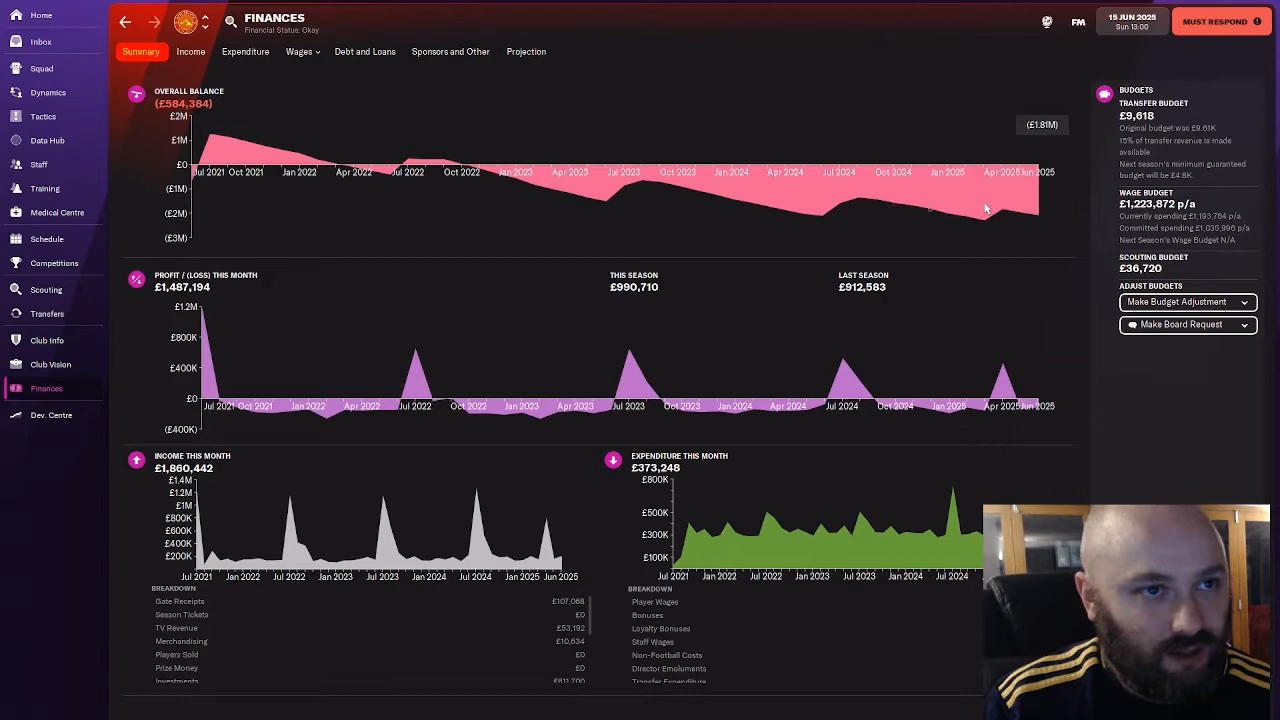 Home
Inbox
Squad
Dynamics
Tactics
Data Hub
Staff
Training
Medical Centre
Schedule
Competitions
Scouting
Transfers
Club Info
Club Vision
Finances
Dev. Centre
FINANCES
Financial Status: Okay
FM
15 JUN 2025
Sun 13:00
MUST RESPOND
Summary Income Expenditure Wages Debt and Loans Sponsors and Other Projection
OVERALL BALANCE
(£584,384)
(£1.81M)
£2M
£1M
£0
(£1M)
(£2M)
(£3M)
Jul 2021 Oct 2021 Jan 2022 Apr 2022 Jul 2022 Oct 2022 Jan 2023 Apr 2023 Jul 2023 Oct 2023 Jan 2024 Apr 2024 Jul 2024 Oct 2024 Jan 2025 Apr 2025 Jun 2025
PROFIT / (LOSS) THIS MONTH
£1,487,194
THIS SEASON
£990,710
LAST SEASON
£912,583
£1.2M
£800K
£400K
£0
(£400K)
Jul 2021 Oct 2021 Jan 2022 Apr 2022 Jul 2022 Oct 2022 Jan 2023 Apr 2023 Jul 2023 Oct 2023 Jan 2024 Apr 2024 Jul 2024 Oct 2024 Jan 2025 Apr 2025 Jun 2025
INCOME THIS MONTH
£1,860,442
£1.4M
£1.2M
£1M
£800K
£600K
£400K
£200K
Jul 2021 Jan 2022 Jul 2022 Jan 2023 Jul 2023 Jan 2024 Jul 2024 Jan 2025 Jun 2025
BREAKDOWN
Gate Receipts £107,068
Season Tickets £0
TV Revenue £53,192
Merchandising £10,634
Players Sold £0
Prize Money £0
Investments £611,700
EXPENDITURE THIS MONTH
£373,248
£800K
£500K
£300K
£100K
Jul 2021 Jan 2022 Jul 2022 Jan 2023 Jul 2023 Jan 2024 Jul 2024
BREAKDOWN
Player Wages
Bonuses
Loyalty Bonuses
Staff Wages
Non-Football Costs
Director Emoluments
Transfer Expenditure
BUDGETS
TRANSFER BUDGET
£9,618
Original budget was £9.61K
15% of transfer revenue is made
available
Next season's minimum guaranteed
budget will be £4.8K.
WAGE BUDGET
£1,223,872 p/a
Currently spending £1,193,764 p/a
Committed spending £1,035,996 p/a
Next Season's Wage Budget N/A
SCOUTING BUDGET
£36,720
ADJUST BUDGETS
Make Budget Adjustment
Make Board Request